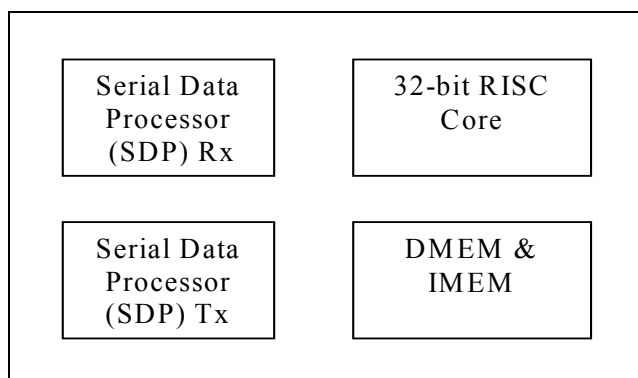 Serial Data
Processor
(SDP) Rx
32-bit RISC
Core
Serial Data
Processor
(SDP) Tx
DMEM &
IMEM